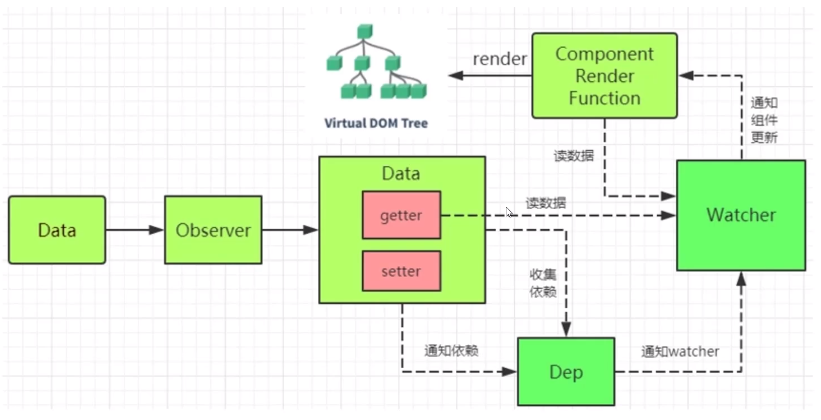 render
Component
Render
Function
通知
组件
更新
Virtual DOM Tree
读数据
Data
Data
Observer
getter
读数据
Watcher
setter
收集
依赖
通知依赖
Dep
通知watcher